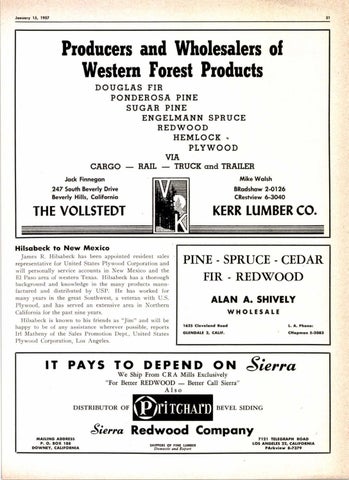 January 15, 1957
51
Producers and Wholesalers of
Western Forest Products
DOUGLAS FIR
PONDEROSA PINE
SUGAR PINE
ENGELMANN SPRUCE
REDWOOD
HEMLOCK -
PLYWOOD
VIA
CARGO — RAIL — TRUCK and TRAILER
Jack Finnegan
247 South Beverly Drive
Beverly Hills, California
THE VOLLSTEDT
V
K
Mike Walsh
BRadshaw 2-0126
CRestview 6-3040
KERR LUMBER CO.
Hilsabeck to New Mexico
James R. Hilsabeck has been appointed resident sales
representative for United States Plywood Corporation and
will personally service accounts in New Mexico and the
El Paso area of western Texas. Hilsabeck has a thorough
background and knowledge in the many products manu-
factured and distributed by USP. He has worked for
many years in the great Southwest, a veteran with U.S.
Plywood, and has served an extensive area in Northern
California for the past nine years.
Hilsabeck is known to his friends as "Jim" and will be
happy to be of any assistance wherever possible, reports
Irl Matheny of the Sales Promotion Dept., United States
Plywood Corporation, Los Angeles.
PINE - SPRUCE - CEDAR
FIR - REDWOOD
ALAN A. SHIVELY
WHOLESALE
1625 Cleveland Road
GLENDALE 2, CALIF.
L. A. Phone:
CHapman 5-2083
IT PAYS TO DEPEND ON Sierra
We Ship From CRA Mills Exclusively
"For Better REDWOOD — Better Call Sierra"
Also
DISTRIBUTOR OF Pritchard BEVEL SIDING
Sierra Redwood Company
MAILING ADDRESS
P. O. BOX 188
DOWNEY, CALIFORNIA
SHIPPERS OF FINE LUMBER
Domestic and Export
7121 TELEGRAPH ROAD
LOS ANGELES 22, CALIFORNIA
PArkview 8-7379